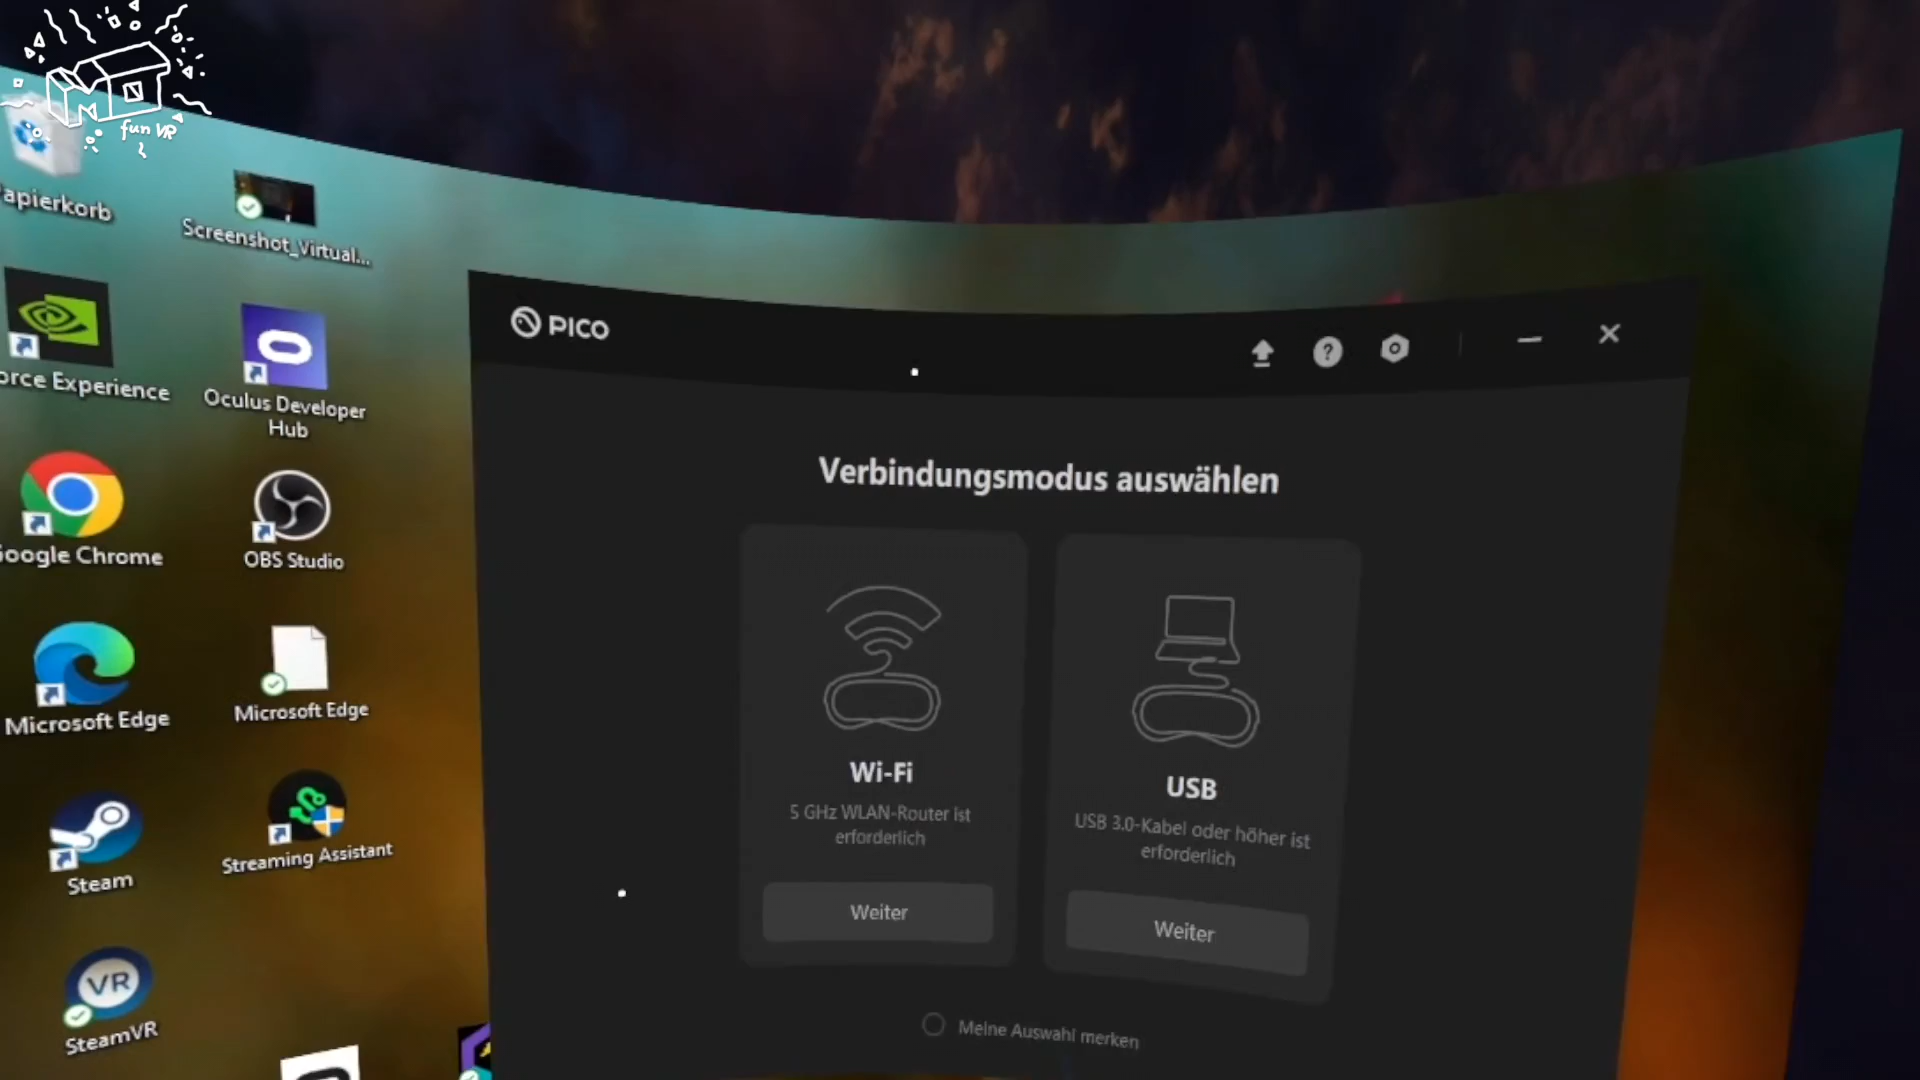 fun VR
apierkorb
Screenshot_Virtual...
orce Experience
Oculus Developer
Hub
Google Chrome
OBS Studio
Microsoft Edge
Microsoft Edge
Steam
Streaming Assistant
VR
SteamVR
PICO
Verbindungsmodus auswählen
Wi-Fi
5 GHz WLAN-Router ist
erforderlich
Weiter
USB
USB 3.0-Kabel oder höher ist
erforderlich
Weiter
Meine Auswahl merken